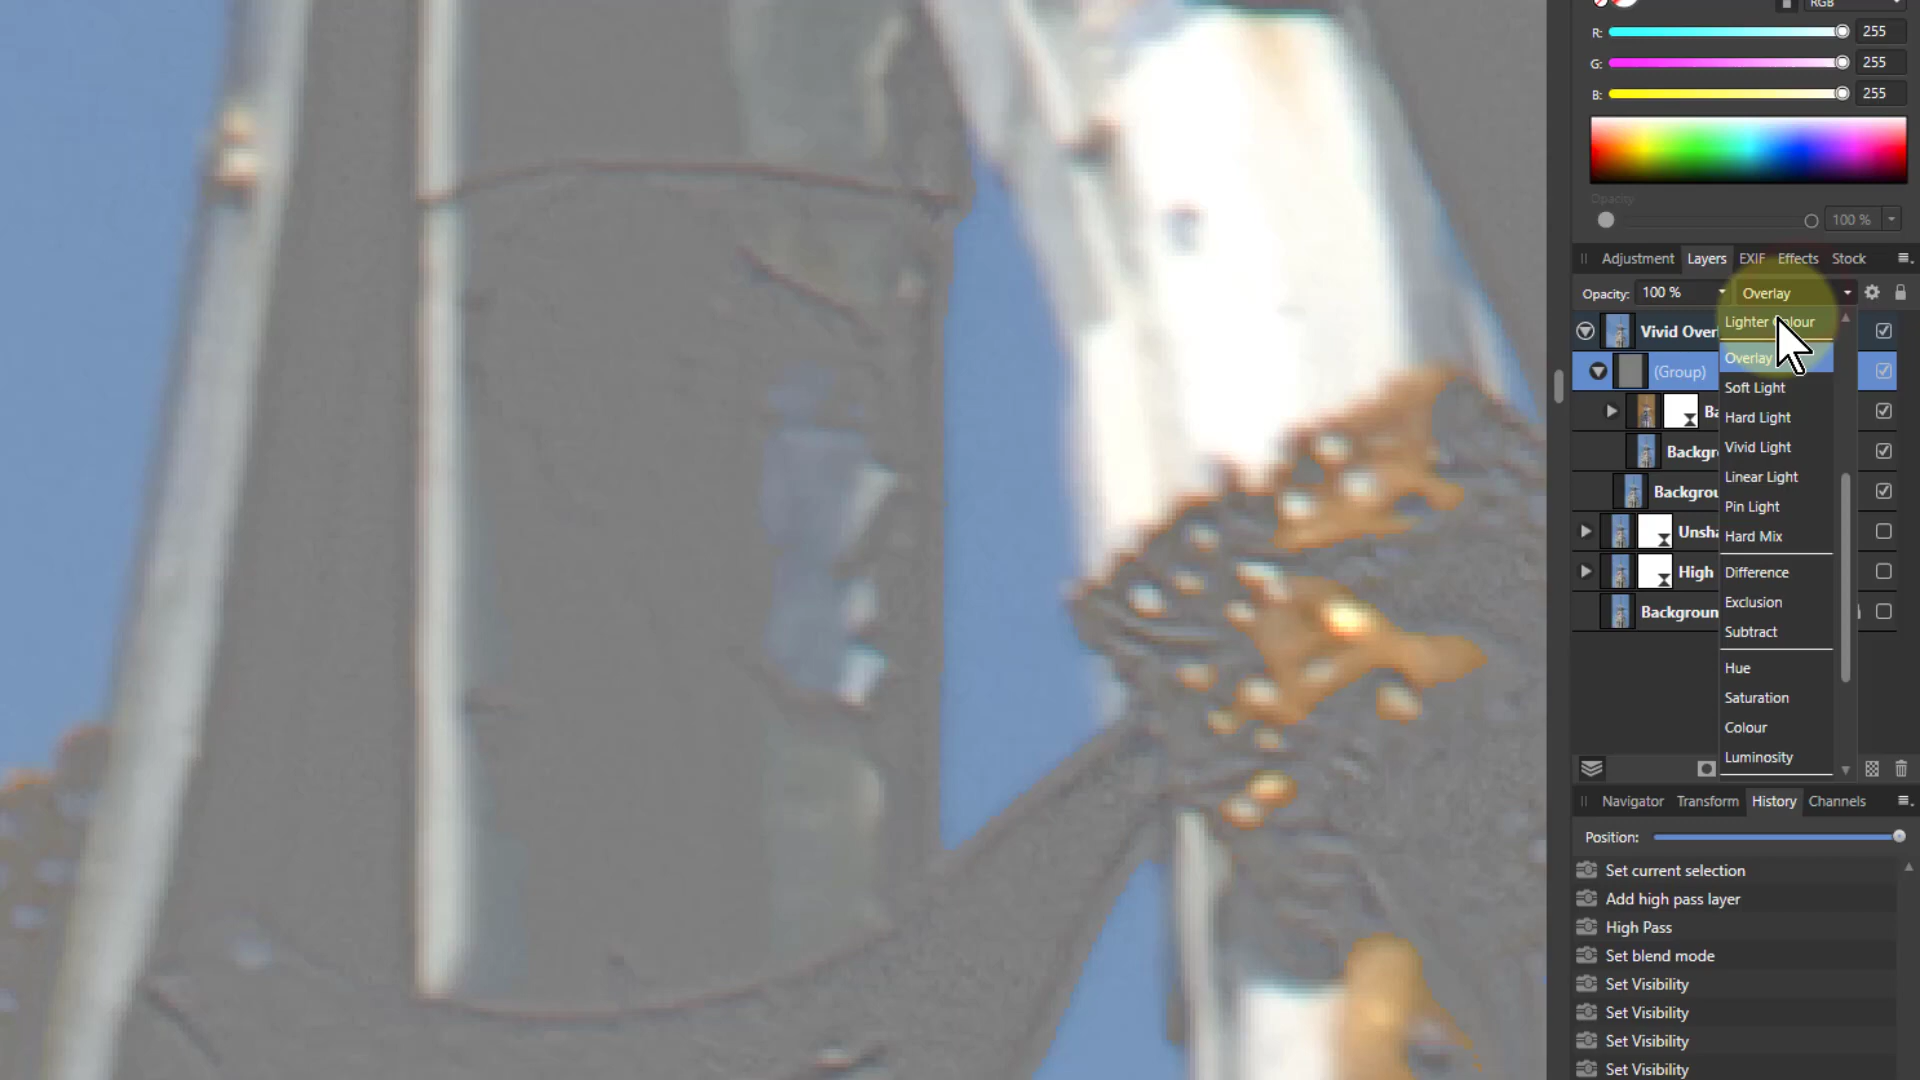 RGB
R: 255
G: 255
B: 255
Opacity
100 %
Adjustment Layers EXIF Effects Stock
Opacity: 100 % Overlay
Lighter Colour
Vivid Over
Overlay
(Group)
Soft Light
Ba
Hard Light
Backgr
Vivid Light
Linear Light
Backgrou
Pin Light
Unsha
Hard Mix
High
Difference
Exclusion
Backgroun
Subtract
Hue
Saturation
Colour
Luminosity
Navigator Transform History Channels
Position:
Set current selection
Add high pass layer
High Pass
Set blend mode
Set Visibility
Set Visibility
Set Visibility
Set Visibility